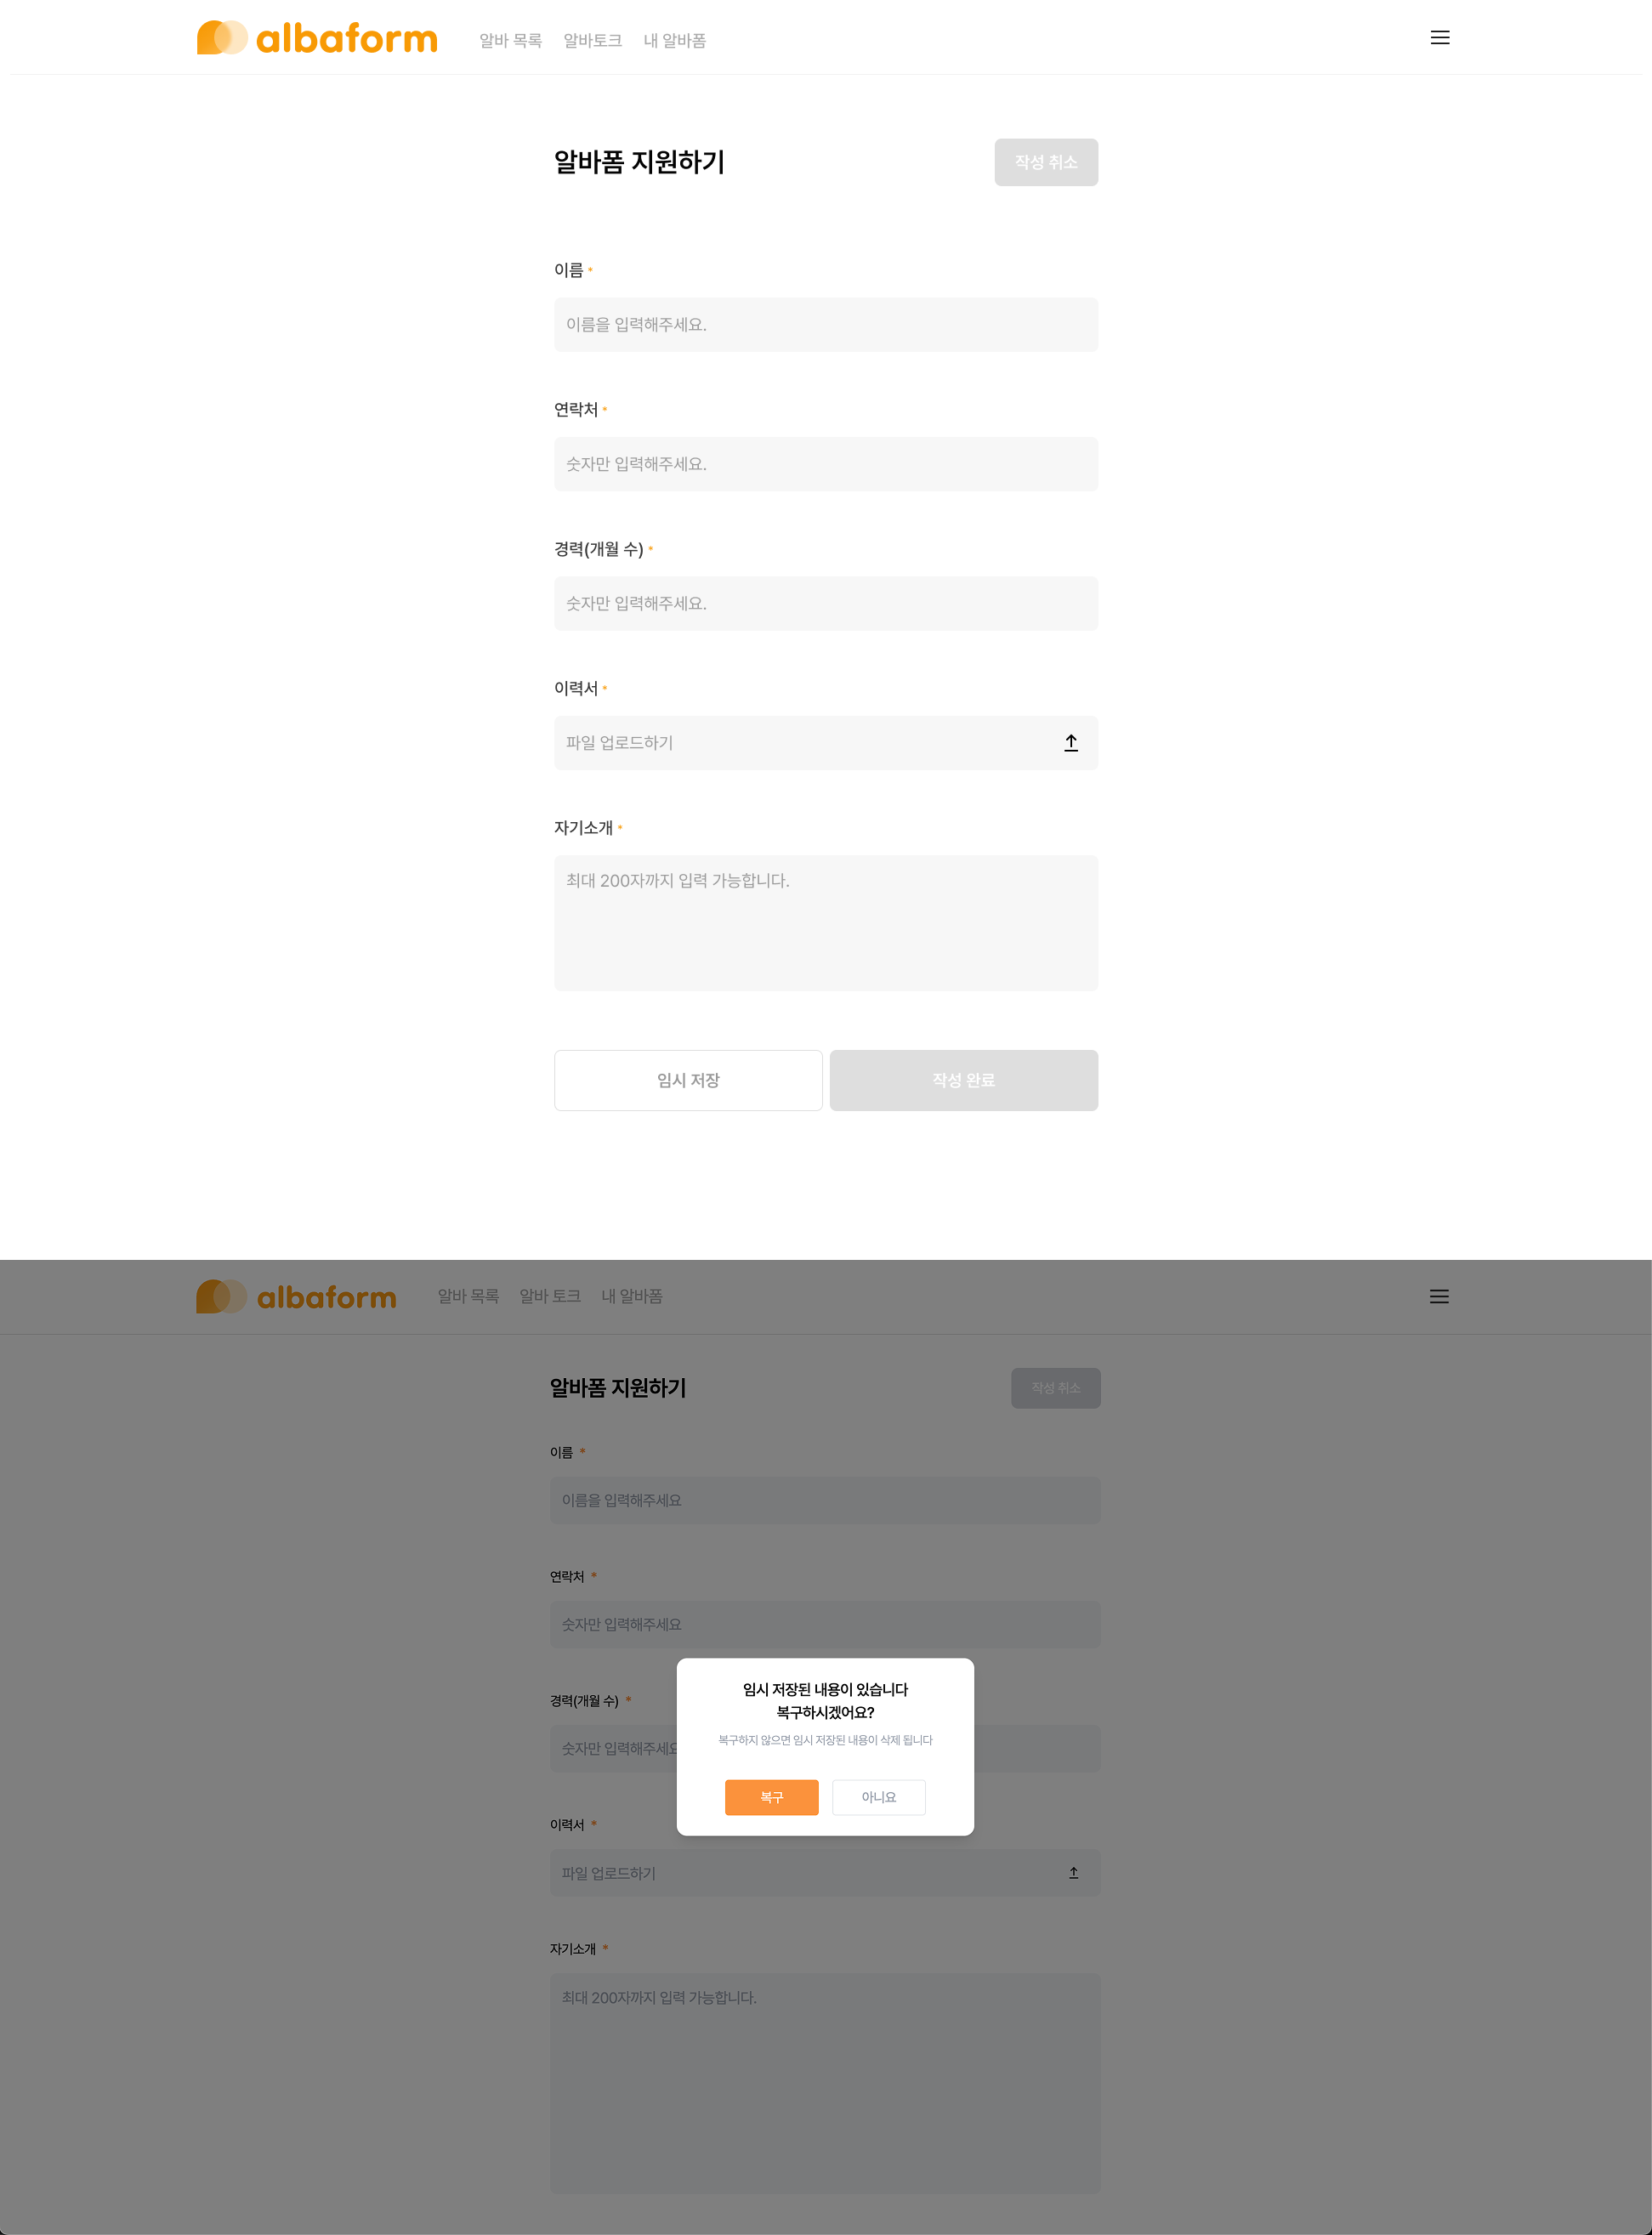 albaform 알바 목록 알바토크 내 알바폼
알바폼 지원하기 작성 취소
이름 *
이름을 입력해주세요.
연락처 *
숫자만 입력해주세요.
경력(개월 수) *
숫자만 입력해주세요.
이력서 *
파일 업로드하기
자기소개 *
최대 200자까지 입력 가능합니다.
임시 저장 작성 완료
albaform 알바 목록 알바 토크 내 알바폼
알바폼 지원하기 작성 취소
이름 *
이름을 입력해주세요
연락처 *
숫자만 입력해주세요
경력(개월 수) *
숫자만 입력해주세요
임시 저장된 내용이 있습니다
복구하시겠어요?
복구하지 않으면 임시 저장된 내용이 삭제 됩니다
복구 아니요
이력서 *
파일 업로드하기
자기소개 *
최대 200자까지 입력 가능합니다.